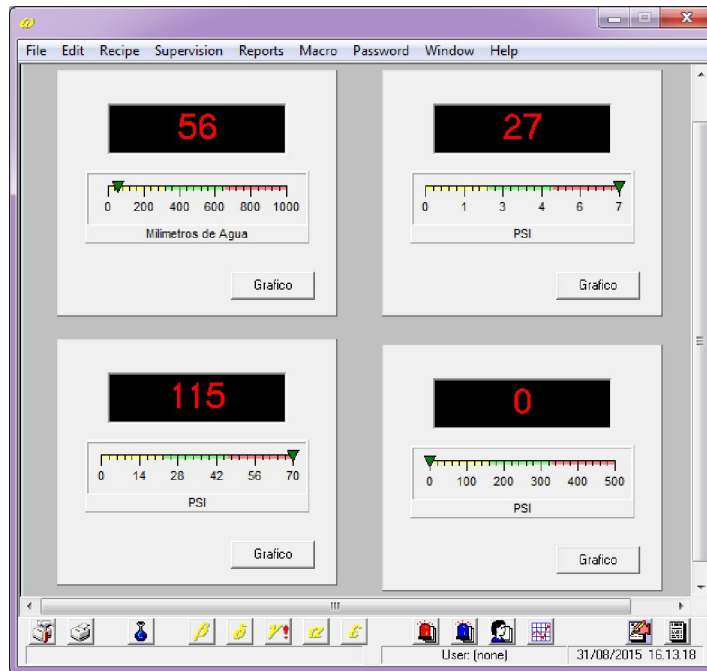 File Edit Recipe Supervision Reports Macro Password Window Help
56
0 200 400 600 800 1000
Milimetros de Agua
Grafico
27
0 1 3 4 6 7
PSI
Grafico
115
0 14 28 42 56 70
PSI
Grafico
0
0 100 200 300 400 500
PSI
Grafico
β δ γ! α ε
User: (none) 31/08/2015 16.13.18